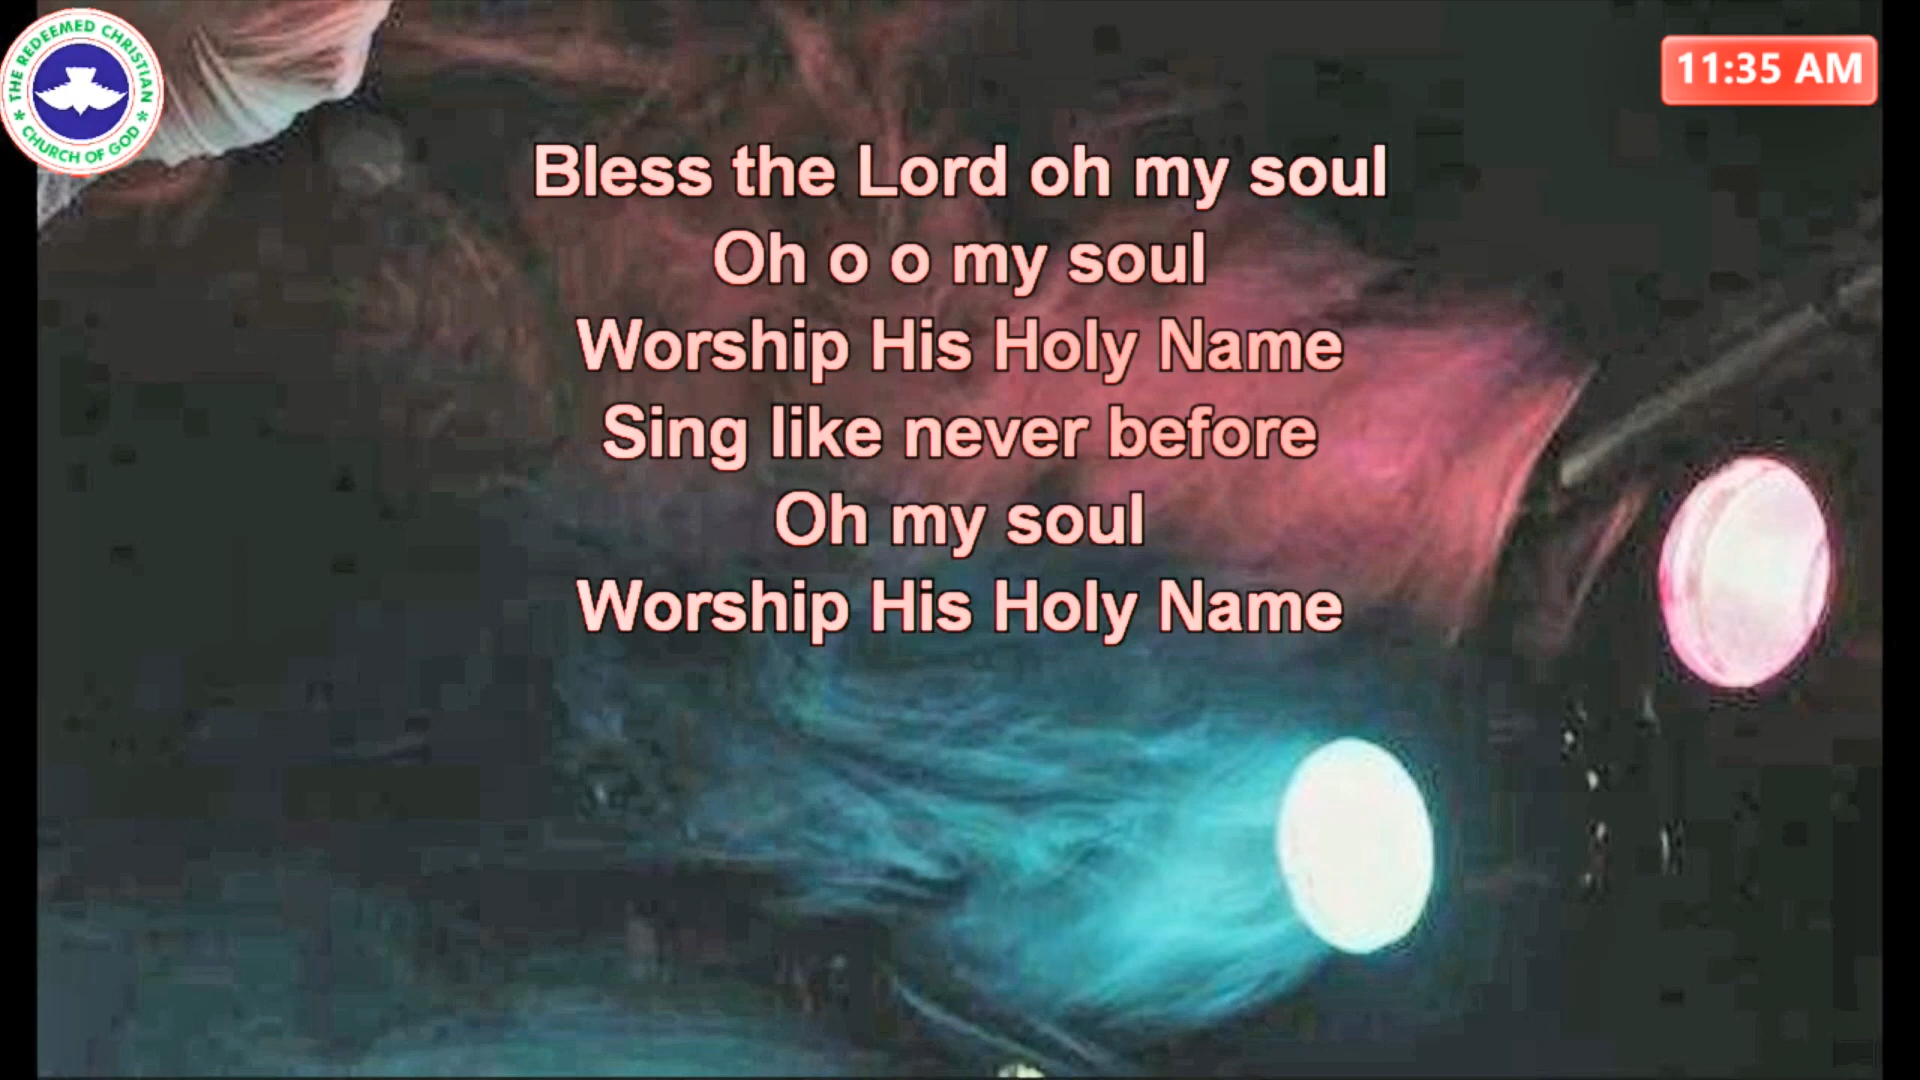 THE REDEEMED CHRISTIAN
* CHURCH OF GOD *
11:35 AM
Bless the Lord oh my soul
Oh o o my soul
Worship His Holy Name
Sing like never before
Oh my soul
Worship His Holy Name